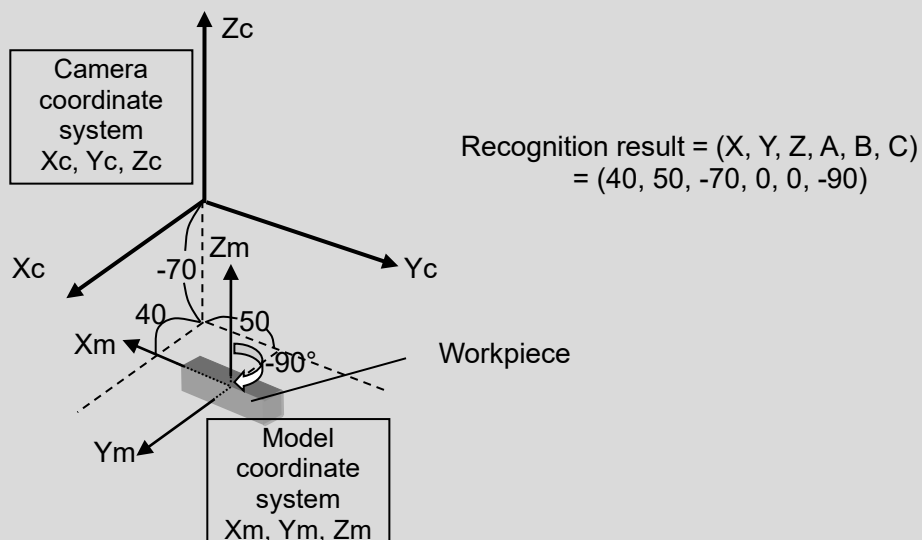 Zc
Camera
coordinate
system
Xc, Yc, Zc
Recognition result = (X, Y, Z, A, B, C)
= (40, 50, -70, 0, 0, -90)
Zm
Xc
-70
Yc
40
50
Xm
-90°
Workpiece
Ym
Model
coordinate
system
Xm, Ym, Zm